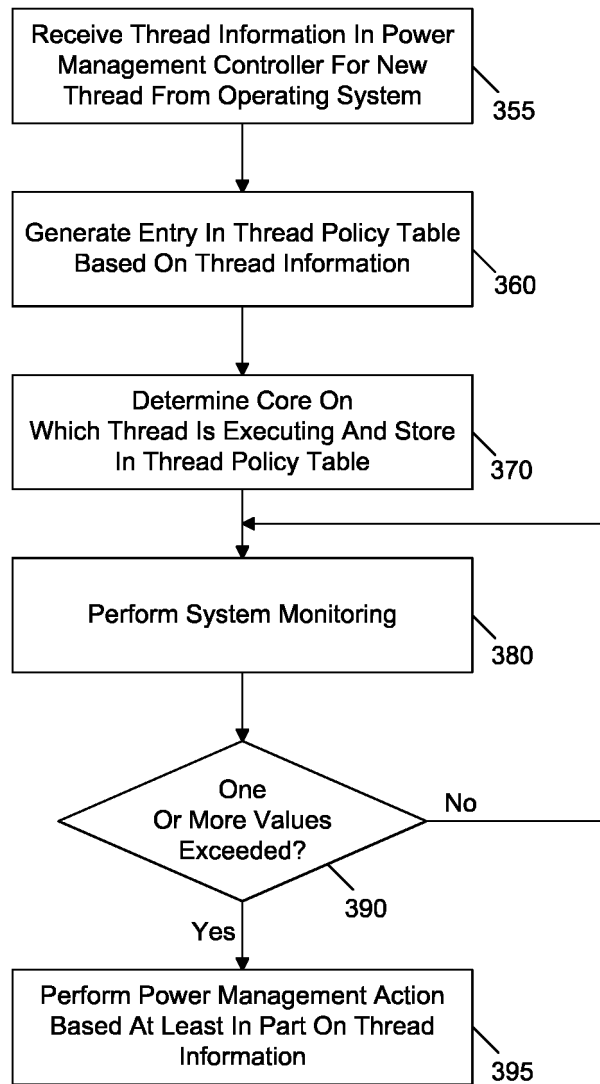 Receive Thread Information In Power
Management Controller For New
Thread From Operating System
355
Generate Entry In Thread Policy Table
Based On Thread Information
360
Determine Core On
Which Thread Is Executing And Store
In Thread Policy Table
370
Perform System Monitoring
380
One
Or More Values
Exceeded?
No
390
Yes
Perform Power Management Action
Based At Least In Part On Thread
Information
395